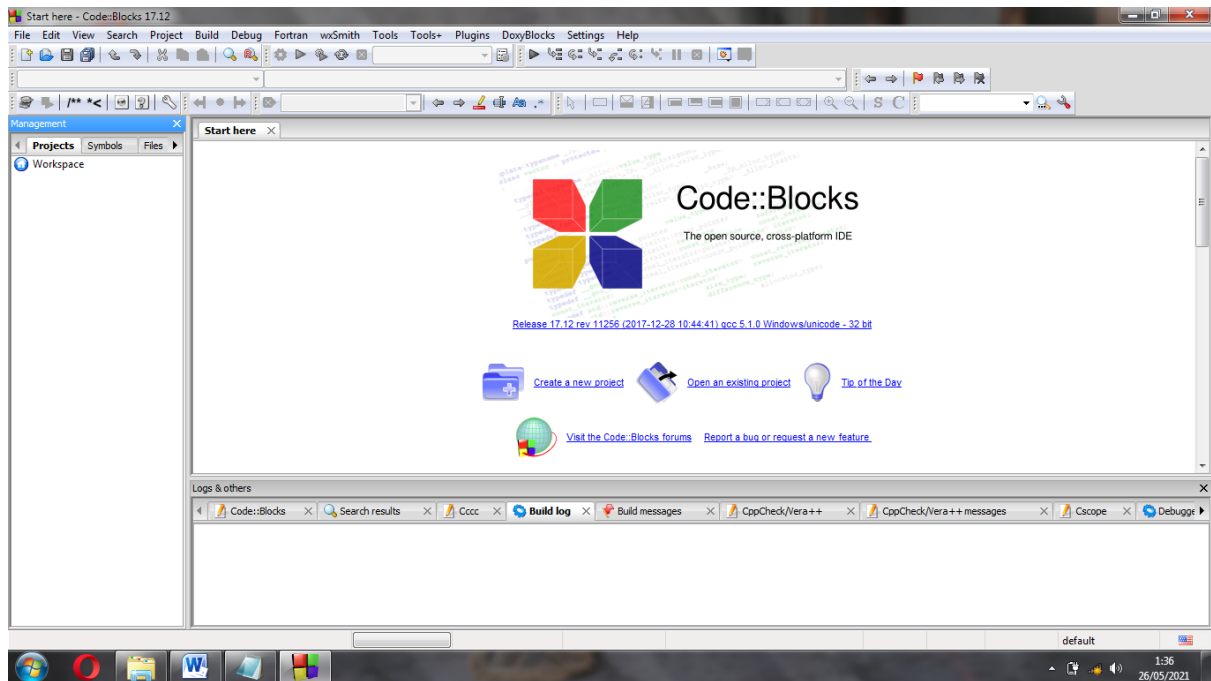 Start here - Code::Blocks 17.12
File Edit View Search Project Build Debug Fortran wxSmith Tools Tools+ Plugins DoxyBlocks Settings Help
/** *<
S C
Management
Projects Symbols Files
Workspace
Start here
Code::Blocks
The open source, cross-platform IDE
Release 17.12 rev 11256 (2017-12-28 10:44:41) gcc 5.1.0 Windows/unicode - 32 bit
Create a new project Open an existing project Tip of the Day
Visit the Code::Blocks forums Report a bug or request a new feature
Logs & others
Code::Blocks Search results Cccc Build log Build messages CppCheck/Vera++ CppCheck/Vera++ messages Cscope Debugge
default
1:36
26/05/2021